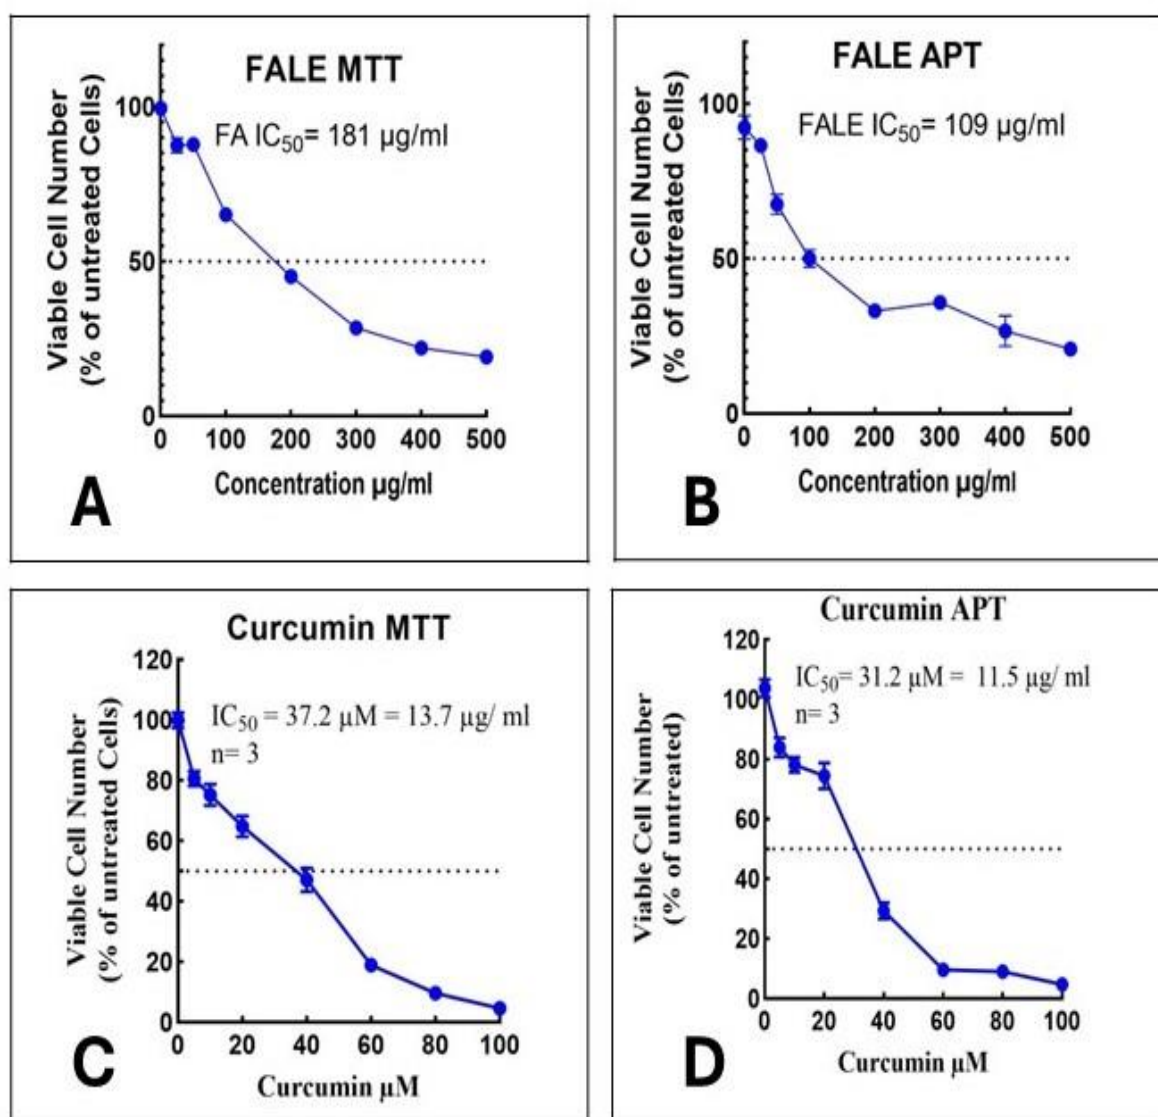 FALE MTT
FA IC50= 181 µg/ml
Viable Cell Number
(% of untreated Cells)
100
50
0
0 100 200 300 400 500
Concentration µg/ml
A
FALE APT
FALE IC50= 109 µg/ml
Viable Cell Number
(% of untreated Cells)
100
50
0
0 100 200 300 400 500
Concentration µg/ml
B
Curcumin MTT
IC50 = 37.2 µM = 13.7 µg/ ml
n= 3
Viable Cell Number
(% of untreated Cells)
120
100
80
60
40
20
0
0 20 40 60 80 100
Curcumin µM
C
Curcumin APT
IC50= 31.2 µM = 11.5 µg/ ml
n= 3
Viable Cell Number
(% of untreated)
120
100
80
60
40
20
0
0 20 40 60 80 100
Curcumin µM
D